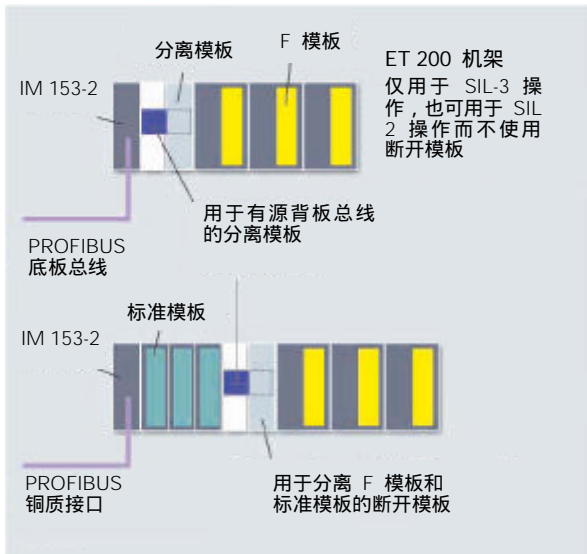 分离模板
F 模板
IM 153-2
ET 200 机架
仅用于 SIL-3 操
作，也可用于 SIL
2 操作而不使用
断开模板
用于有源背板总线
的分离模板
PROFIBUS
底板总线
标准模板
IM 153-2
PROFIBUS
铜质接口
用于分离 F 模板和
标准模板的断开模板